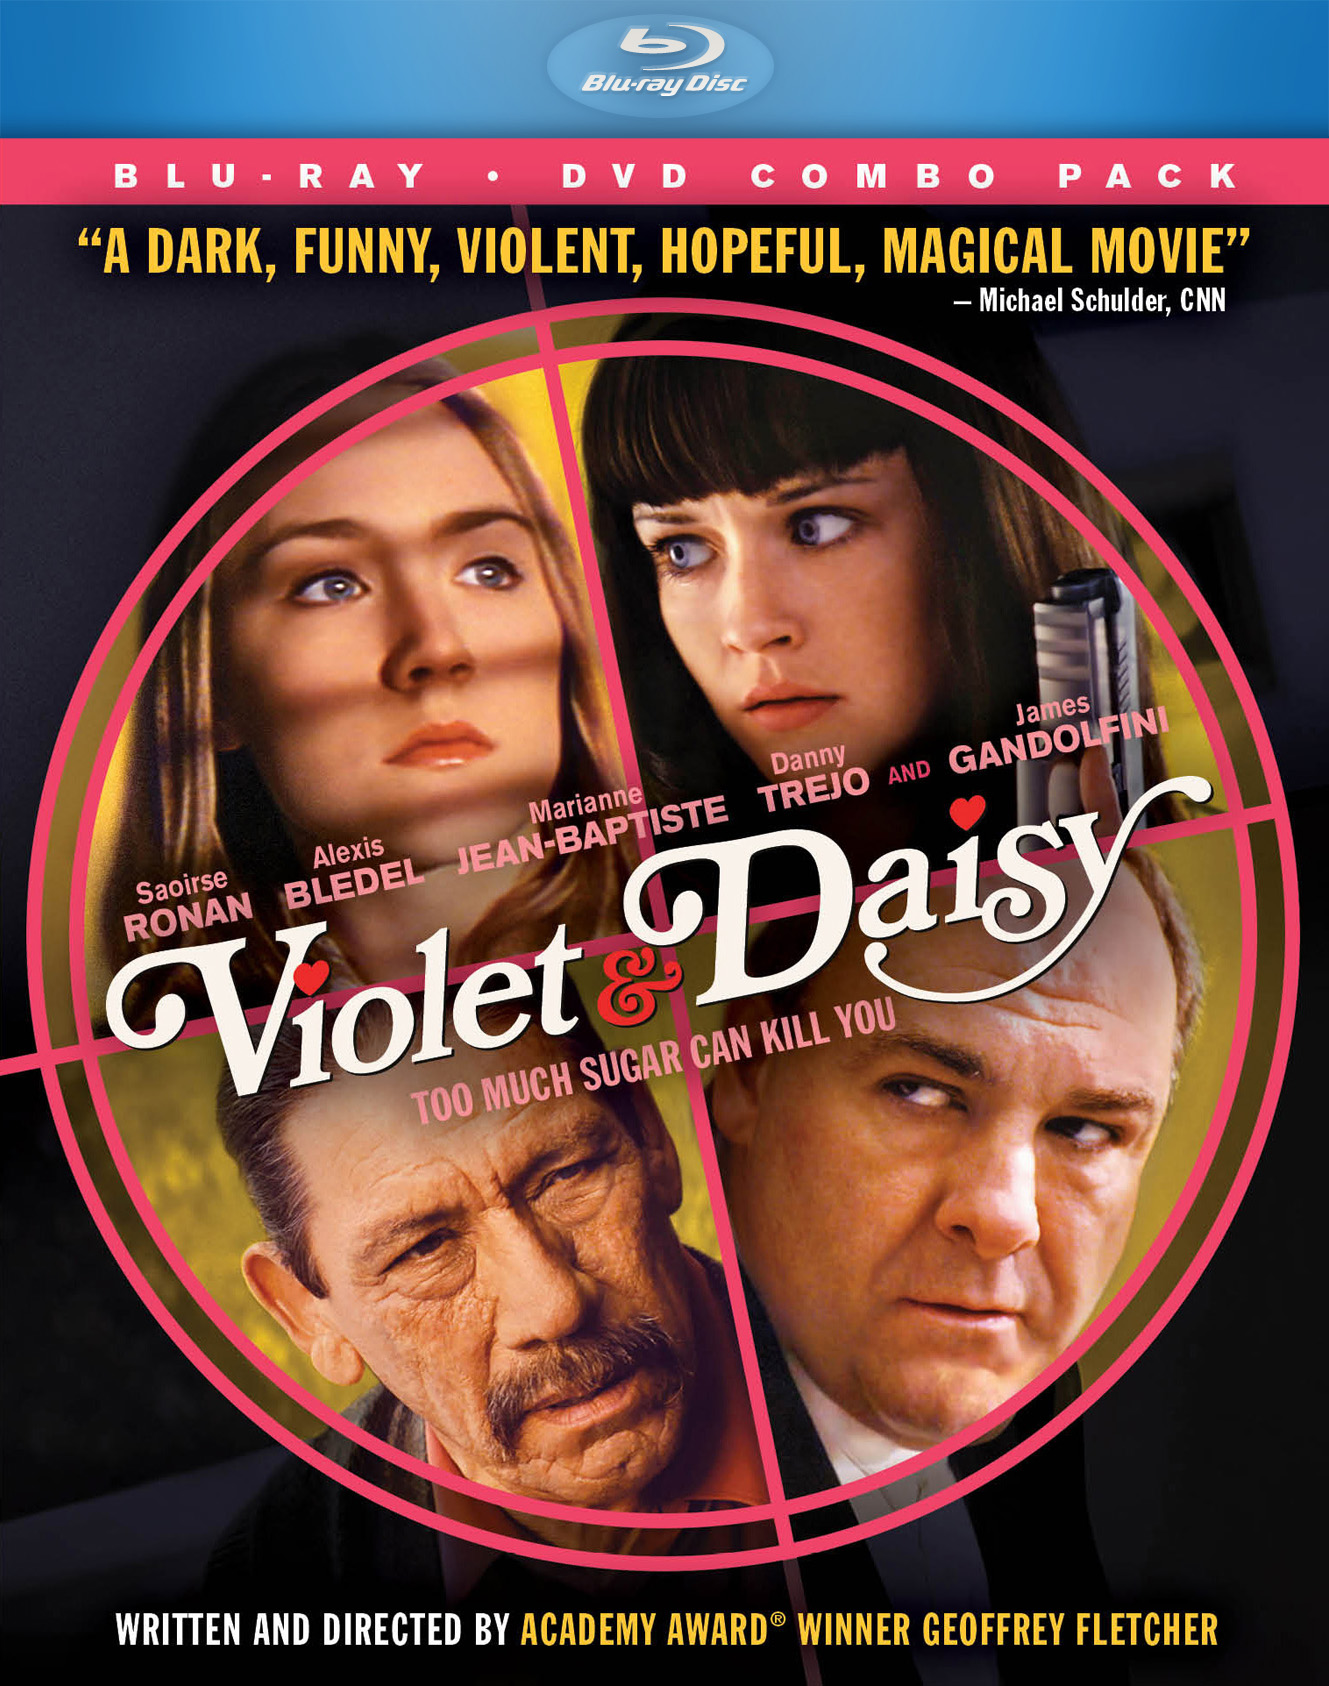 Blu-ray Disc
BLU-RAY • DVD COMBO PACK
“A DARK, FUNNY, VIOLENT, HOPEFUL, MAGICAL MOVIE”
– Michael Schulder, CNN
Saoirse RONAN
Alexis BLEDEL
Marianne JEAN-BAPTISTE
Danny TREJO
AND
James GANDOLFINI
Violet & Daisy
TOO MUCH SUGAR CAN KILL YOU
WRITTEN AND DIRECTED BY ACADEMY AWARD® WINNER GEOFFREY FLETCHER